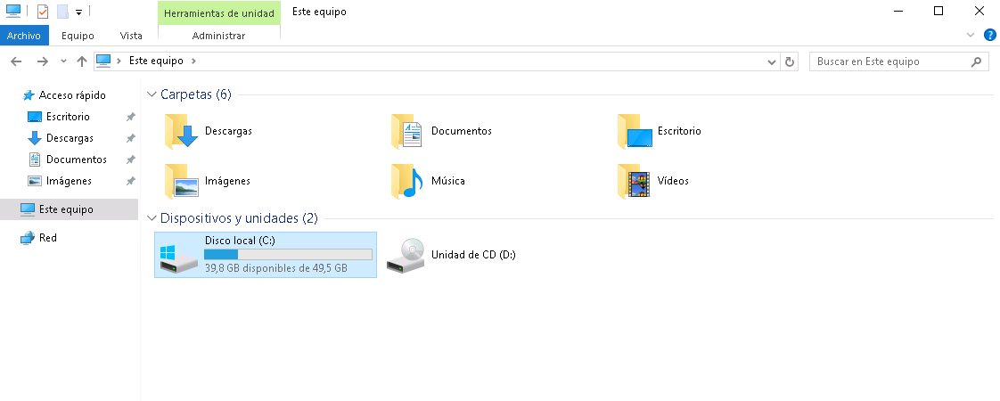 Herramientas de unidad
Este equipo
Archivo
Equipo
Vista
Administrar
Este equipo
Buscar en Este equipo
Acceso rápido
Escritorio
Descargas
Documentos
Imágenes
Este equipo
Red
Carpetas (6)
Descargas
Documentos
Escritorio
Imágenes
Música
Vídeos
Dispositivos y unidades (2)
Disco local (C:)
39,8 GB disponibles de 49,5 GB
Unidad de CD (D:)